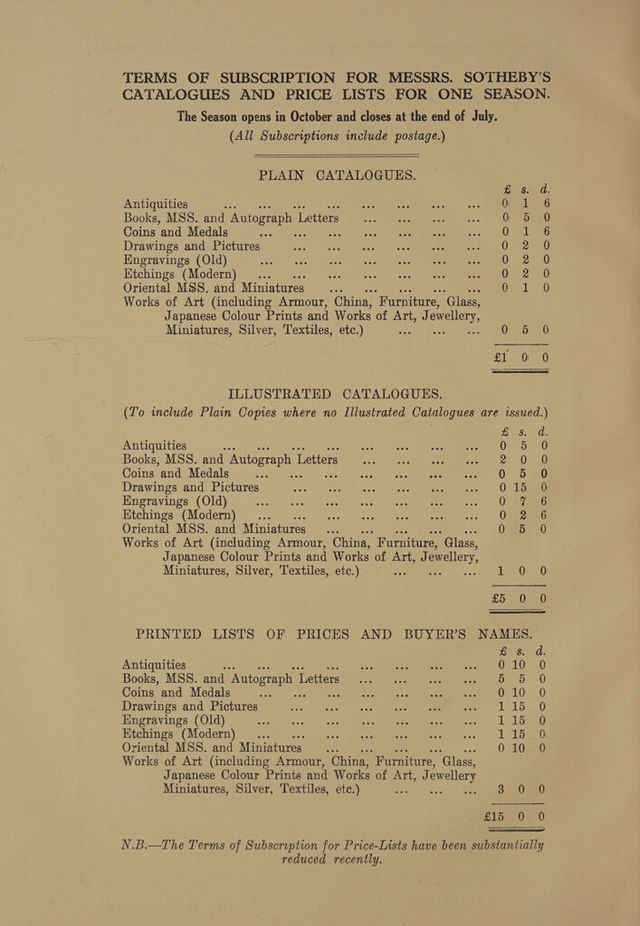 TERMS OF SUBSCRIPTION FOR MESSRS. SOTHEBY'S
CATALOGUES AND PRICE LISTS FOR ONE SEASON.
The Season opens in October and closes at the end of July.
(All Subscriptions include postage.)
PLAIN CATALOGUES.
£ s. d.
Antiquities ... ... ... ... ... ... ... ... 0 1 6
Books, MSS. and Autograph Letters ... ... ... ... 0 5 0
Coins and Medals ... ... ... ... ... ... ... 0 1 6
Drawings and Pictures ... ... ... ... ... ... 0 2 0
Engravings (Old) ... ... ... ... ... ... ... 0 2 0
Etchings (Modern) ... ... ... ... ... ... ... 0 2 0
Oriental MSS. and Miniatures ... ... ... ... ... 0 1 0
Works of Art (including Armour, China, Furniture, Glass,
Japanese Colour Prints and Works of Art, Jewellery,
Miniatures, Silver, Textiles, etc.) ... ... ... 0 5 0
£1 0 0
ILLUSTRATED CATALOGUES.
(To include Plain Copies where no Illustrated Catalogues are issued.)
£ s. d.
Antiquities ... ... ... ... ... ... ... ... 0 5 0
Books, MSS. and Autograph Letters ... ... ... ... 2 0 0
Coins and Medals ... ... ... ... ... ... ... 0 5 0
Drawings and Pictures ... ... ... ... ... ... 0 15 0
Engravings (Old) ... ... ... ... ... ... ... 0 7 6
Etchings (Modern) ... ... ... ... ... ... ... 0 2 6
Oriental MSS. and Miniatures ... ... ... ... ... 0 5 0
Works of Art (including Armour, China, Furniture, Glass,
Japanese Colour Prints and Works of Art, Jewellery,
Miniatures, Silver, Textiles, etc.) ... ... ... 1 0 0
£5 0 0
PRINTED LISTS OF PRICES AND BUYER'S NAMES.
£ s. d.
Antiquities ... ... ... ... ... ... ... ... 0 10 0
Books, MSS. and Autograph Letters ... ... ... ... 5 5 0
Coins and Medals ... ... ... ... ... ... ... 0 10 0
Drawings and Pictures ... ... ... ... ... ... 1 15 0
Engravings (Old) ... ... ... ... ... ... ... 1 15 0
Etchings (Modern) ... ... ... ... ... ... ... 1 15 0
Oriental MSS. and Miniatures ... ... ... ... ... 0 10 0
Works of Art (including Armour, China, Furniture, Glass,
Japanese Colour Prints and Works of Art, Jewellery
Miniatures, Silver, Textiles, etc.) ... ... ... 3 0 0
£15 0 0
N.B.—The Terms of Subscription for Price-Lists have been substantially
reduced recently.